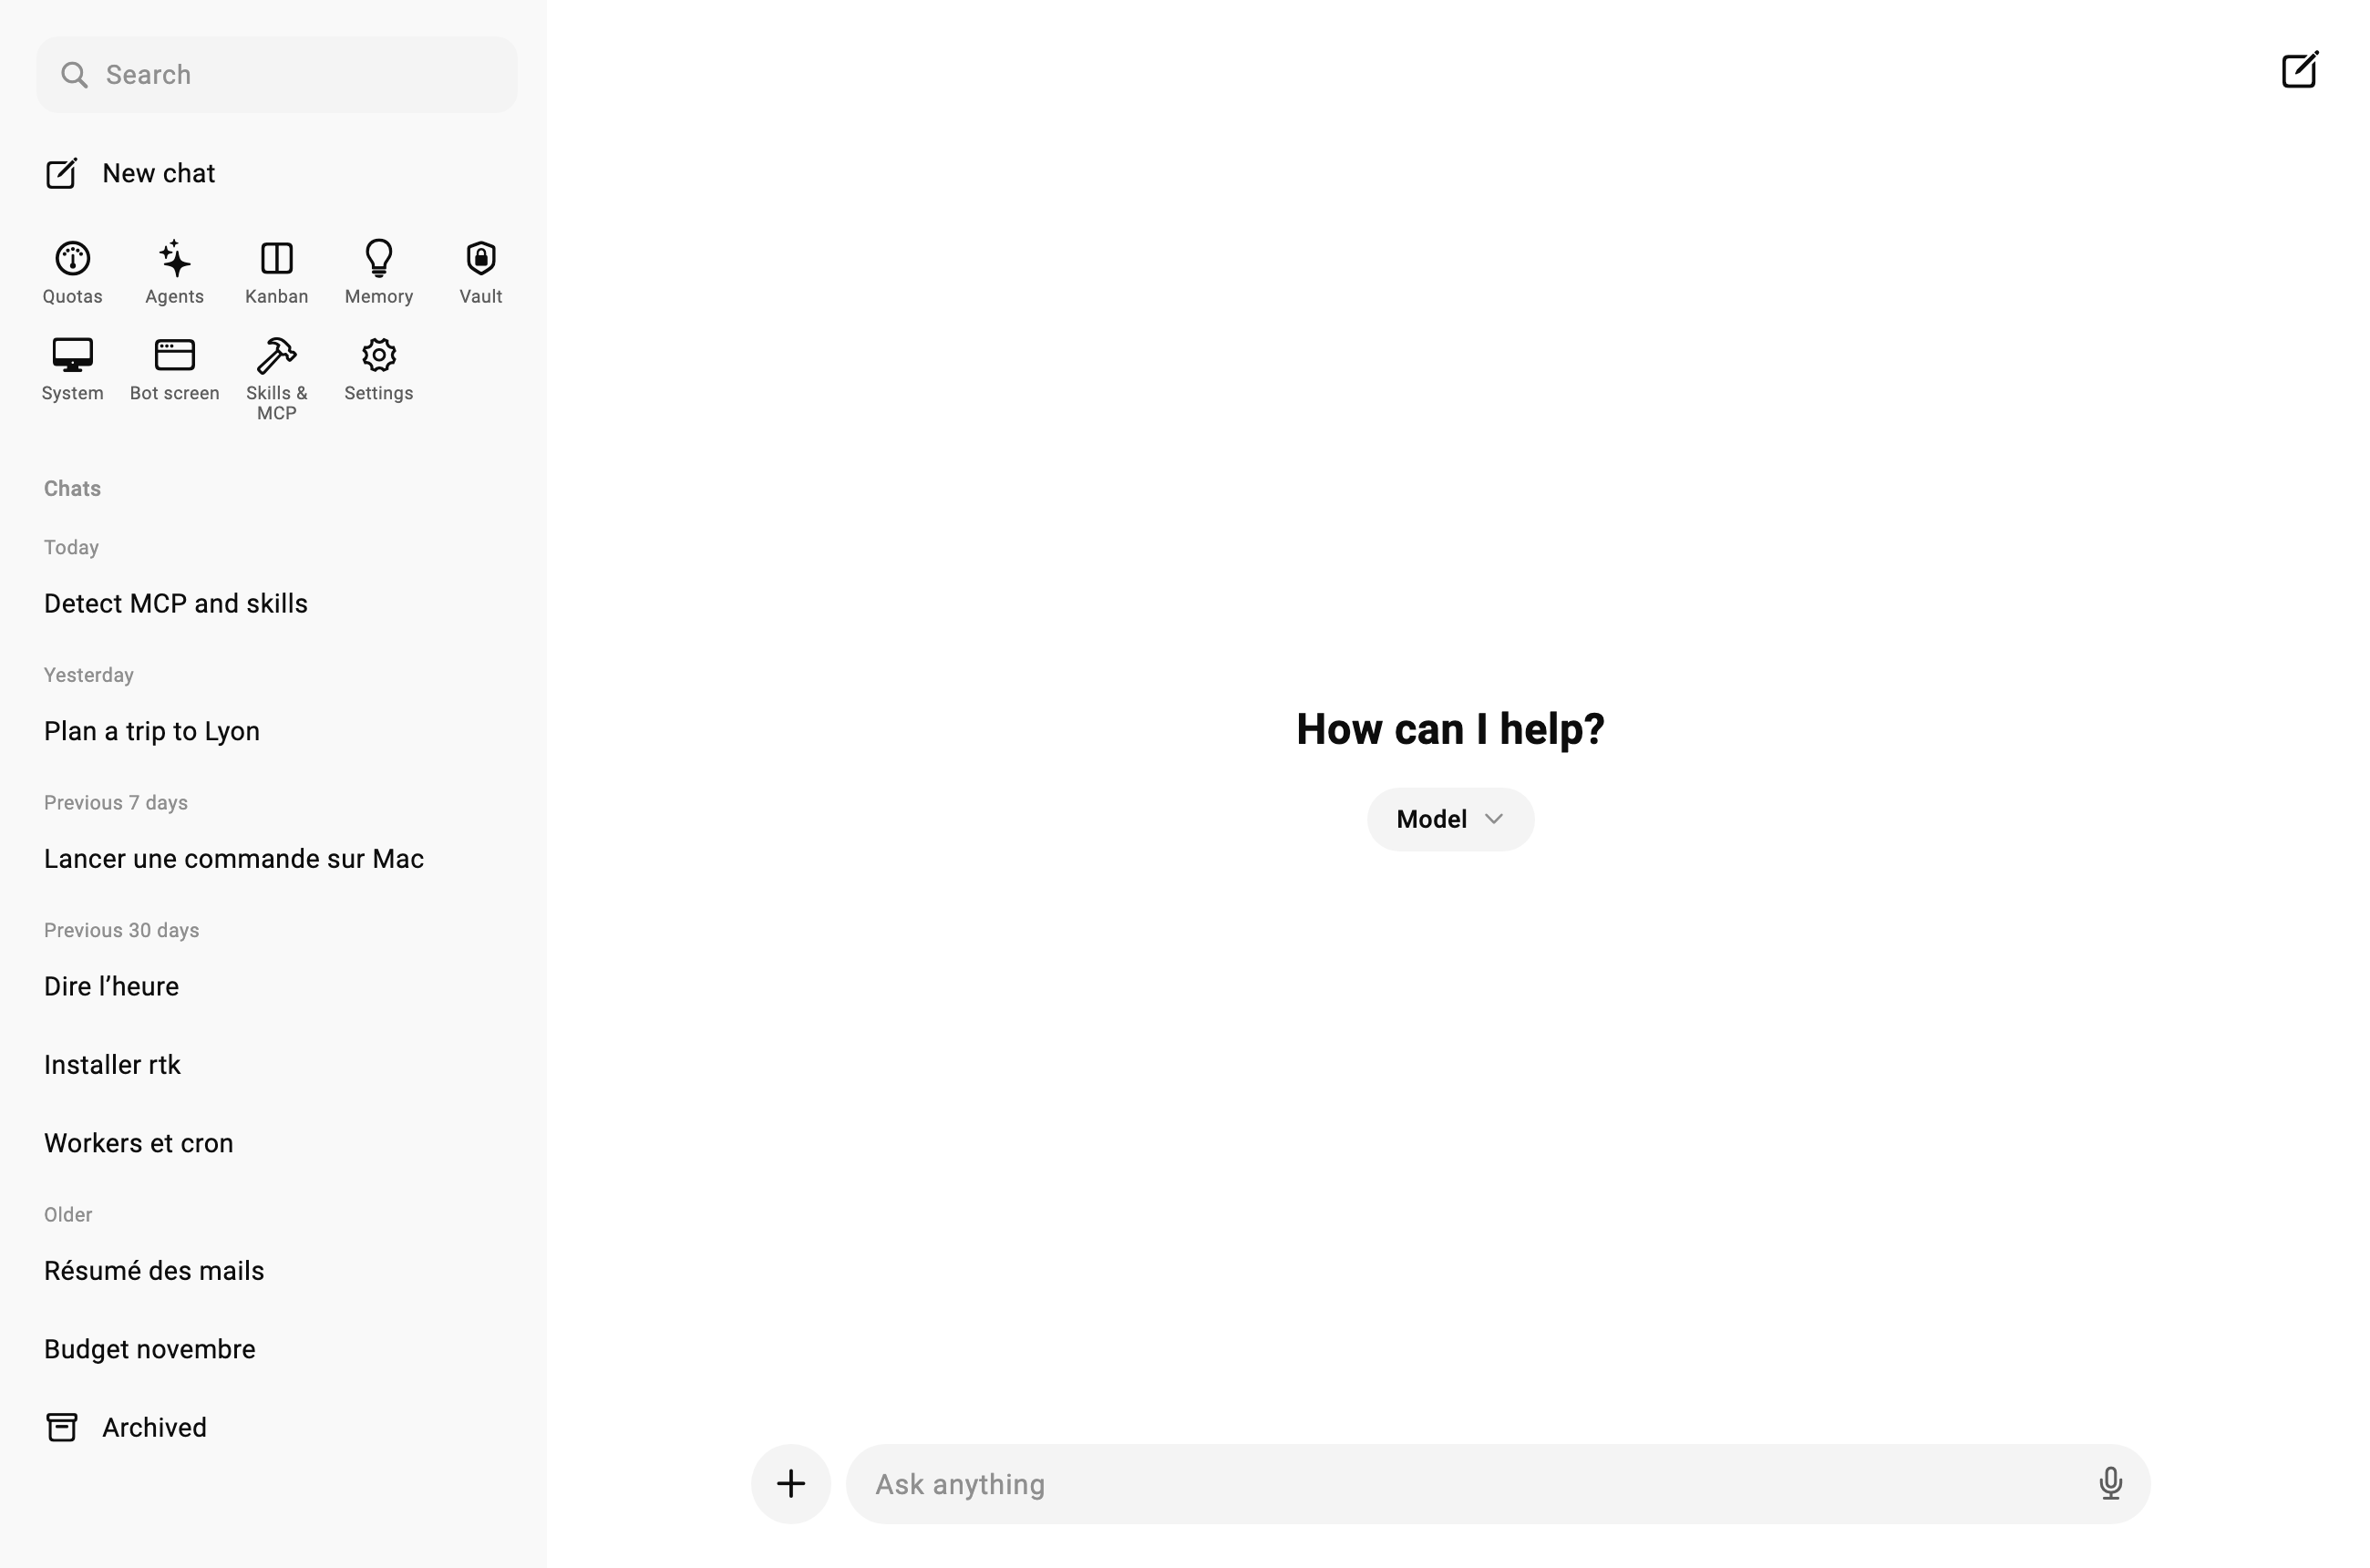 Search
New chat
Quotas
Agents
Kanban
Memory
Vault
System
Bot screen
Skills &
MCP
Settings
Chats
Today
Detect MCP and skills
Yesterday
Plan a trip to Lyon
Previous 7 days
Lancer une commande sur Mac
Previous 30 days
Dire l’heure
Installer rtk
Workers et cron
Older
Résumé des mails
Budget novembre
Archived
How can I help?
Model
Ask anything